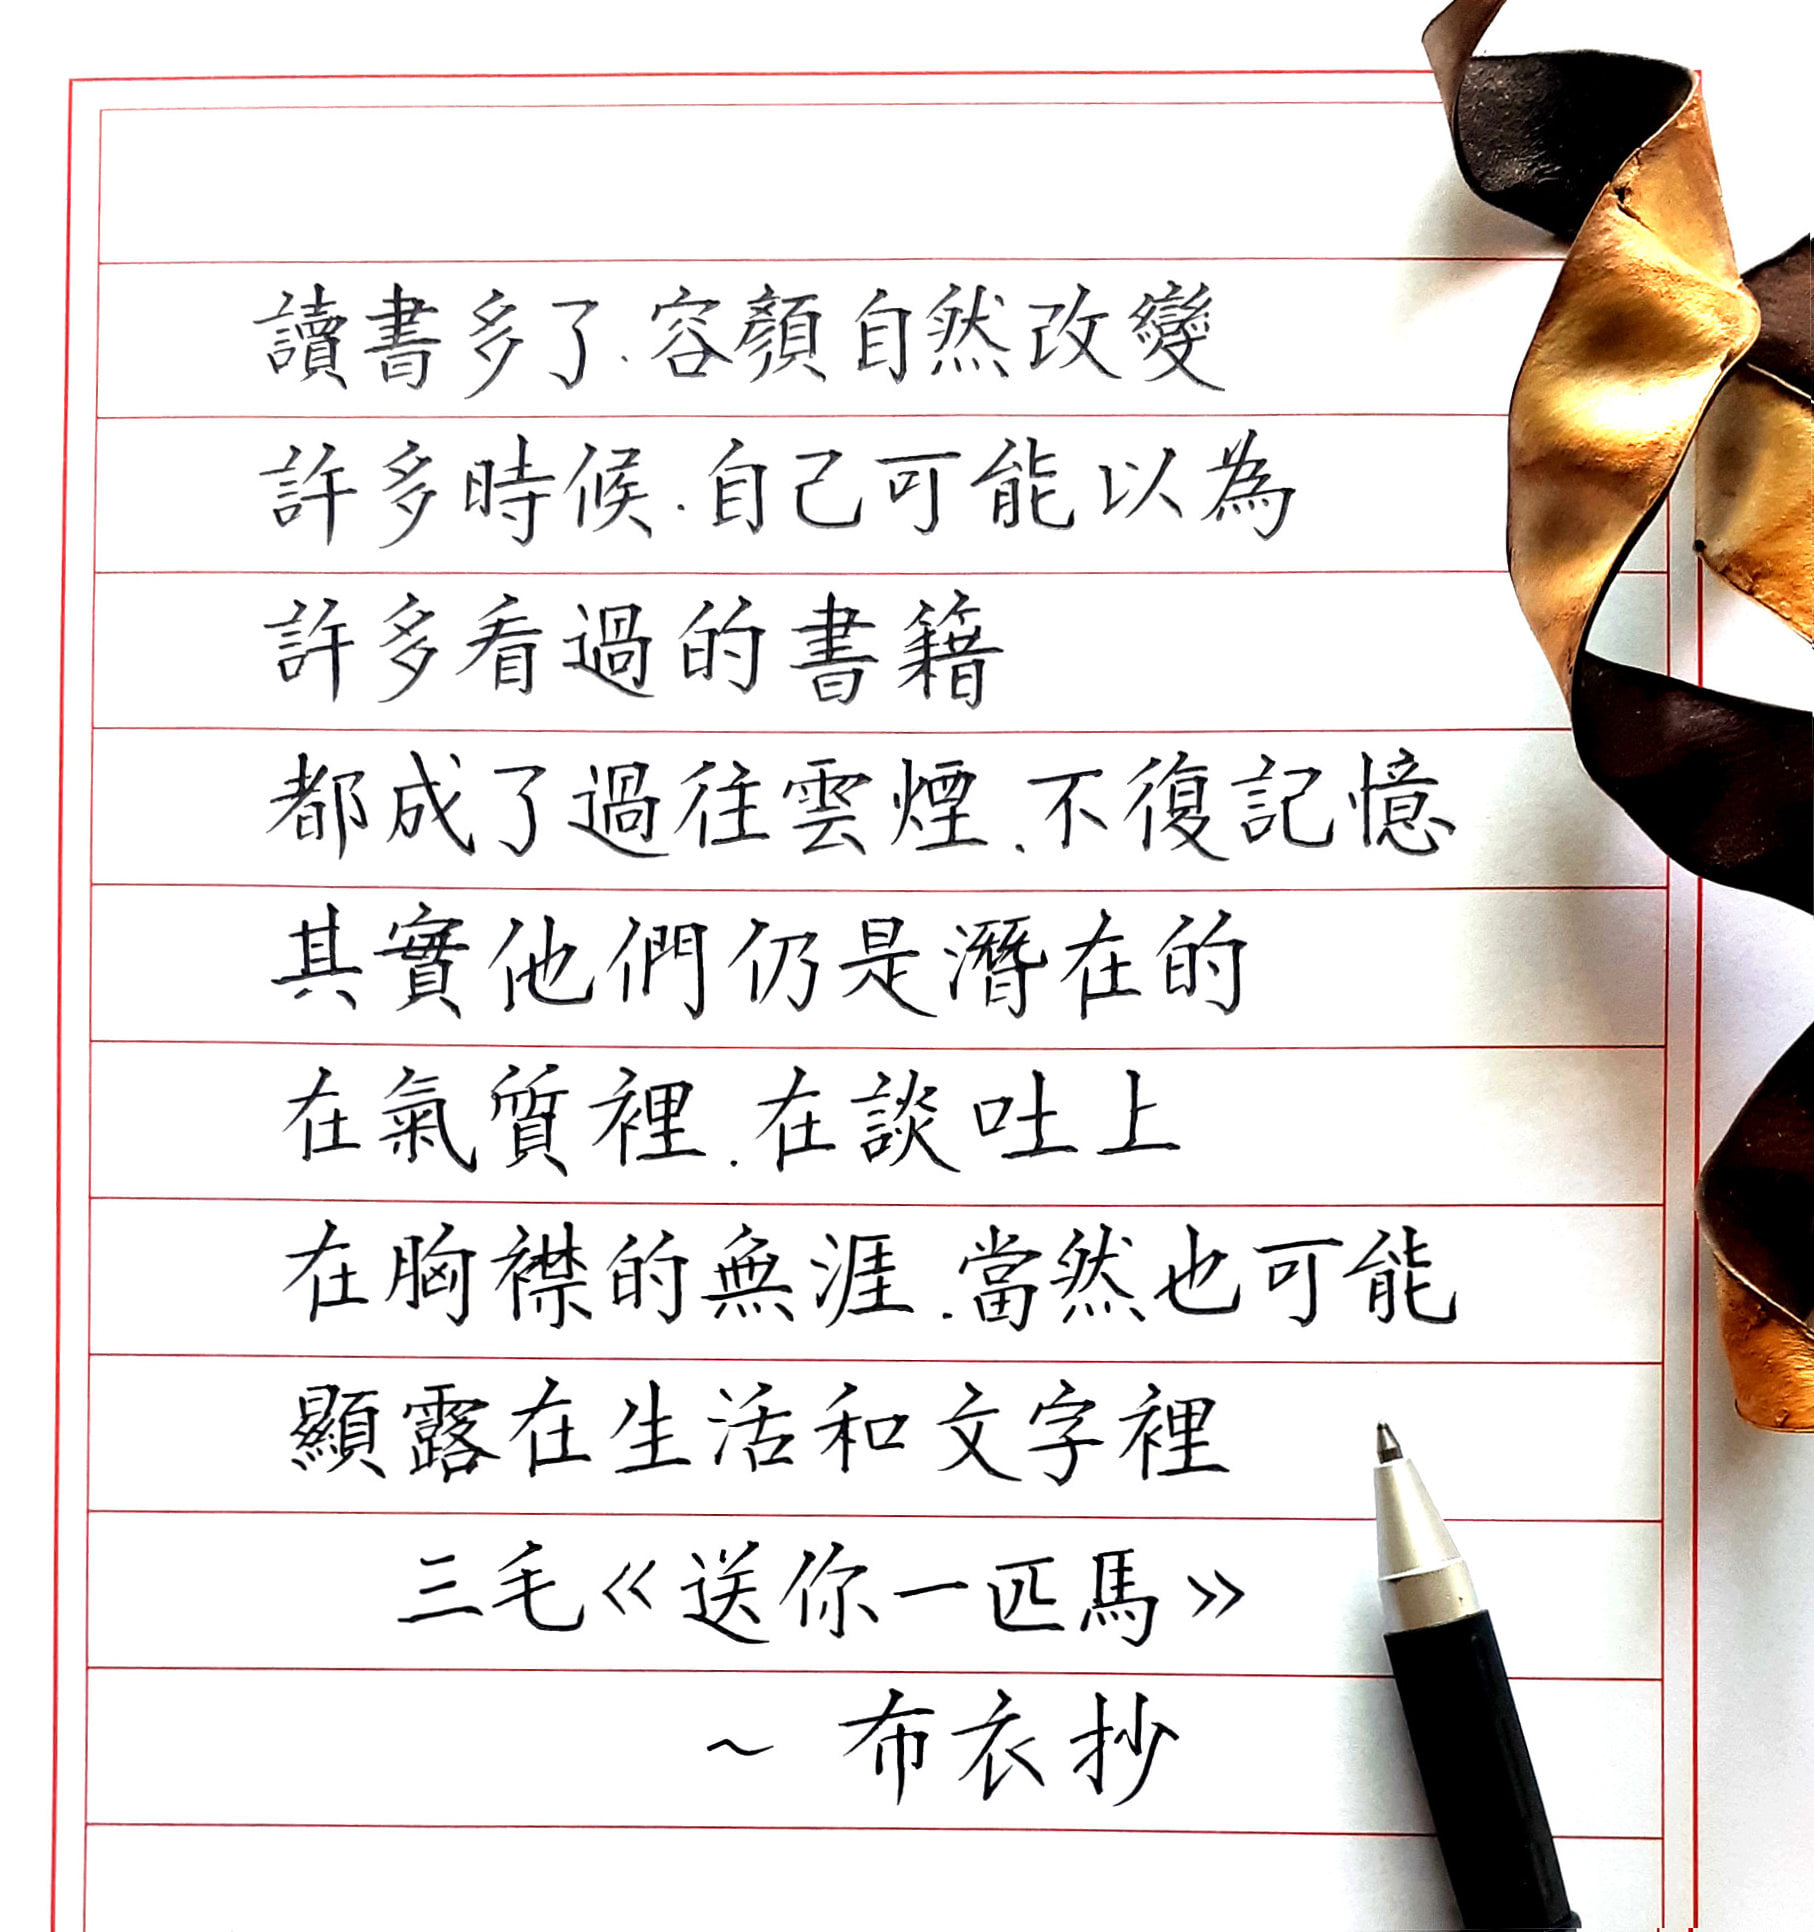 讀書多了.容顏自然改變
許多時候.自己可能以為
許多看過的書籍
都成了過往雲煙.不復記憶
其實他們仍是潛在的
在氣質裡.在談吐上
在胸襟的無涯.當然也可能
顯露在生活和文字裡
三毛《送你一匹馬》
~ 布衣抄